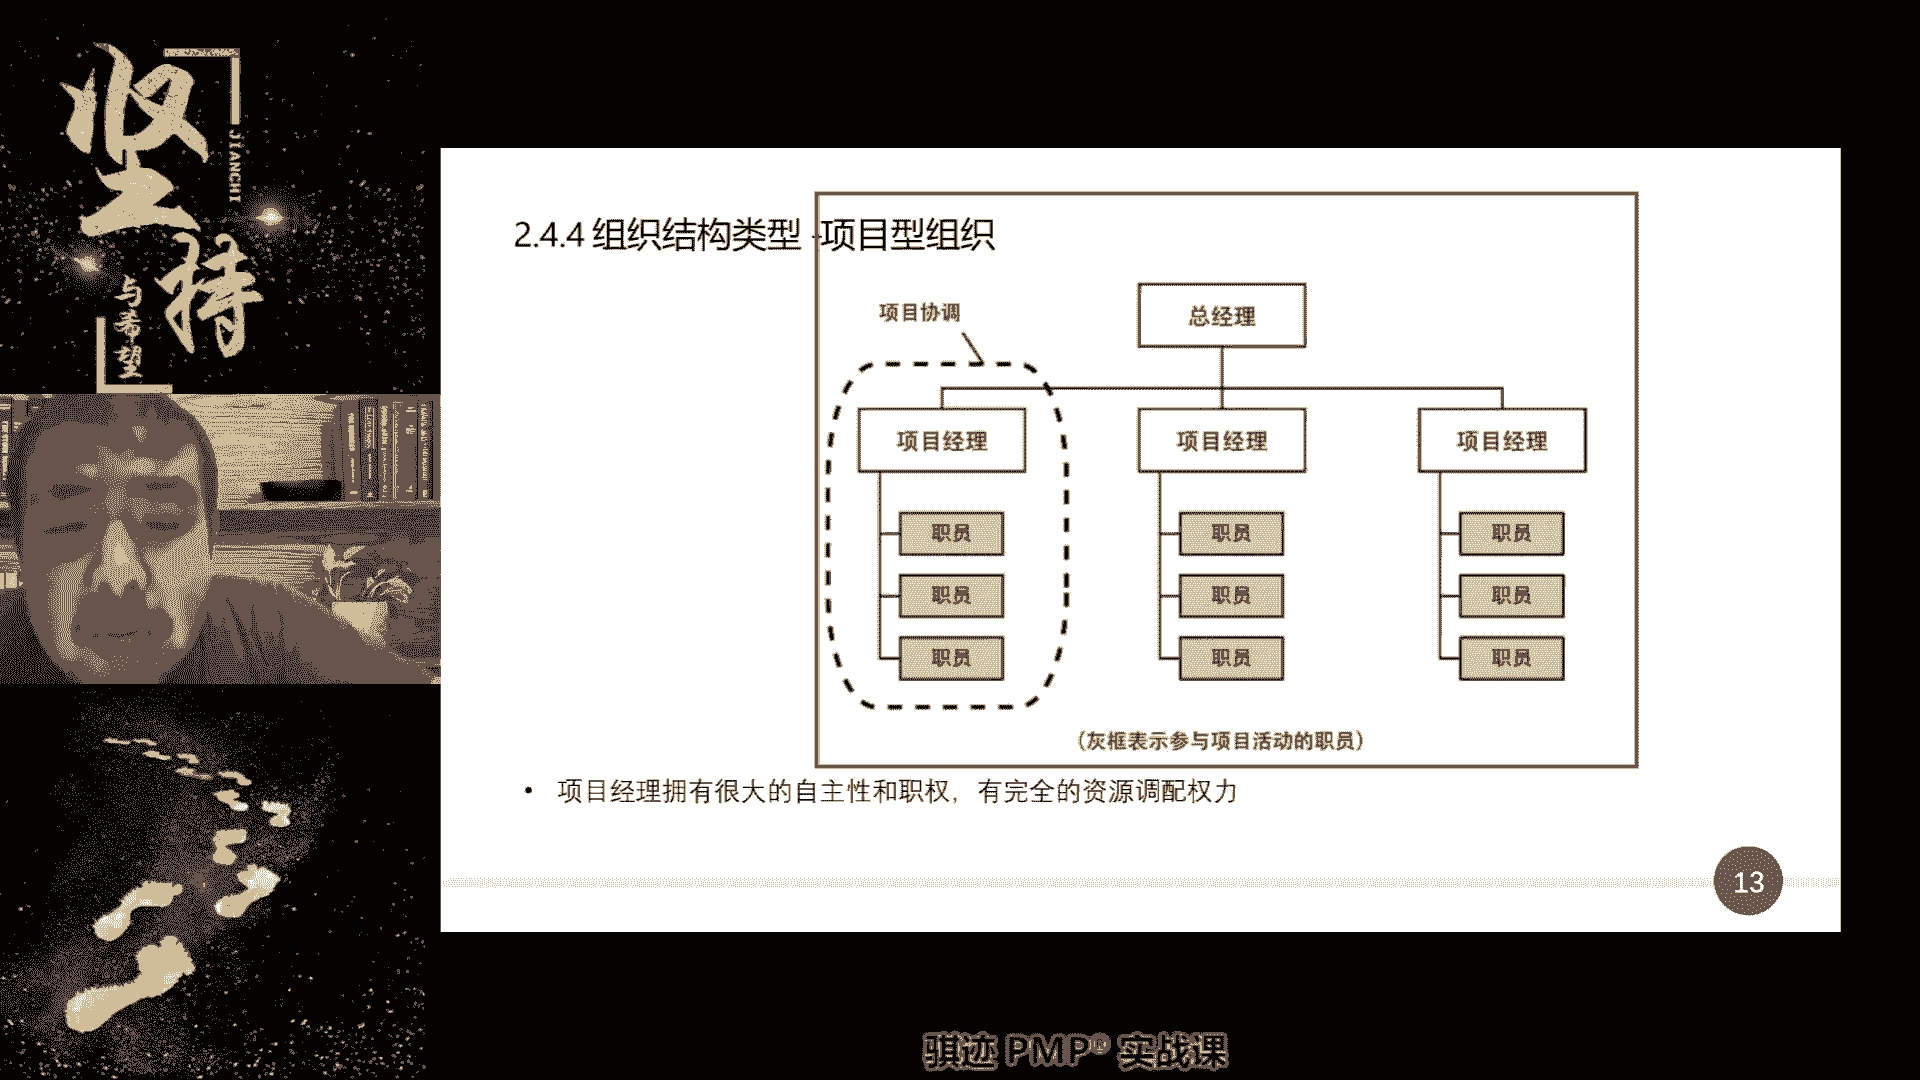 坚持
JIANCHI
与希望
2.4.4 组织结构类型 -项目型组织
项目协调
总经理
项目经理 项目经理 项目经理
职员 职员 职员
职员 职员 职员
职员 职员 职员
(灰框表示参与项目活动的职员)
• 项目经理拥有很大的自主性和职权，有完全的资源调配权力
13
骐迹 PMP® 实战课